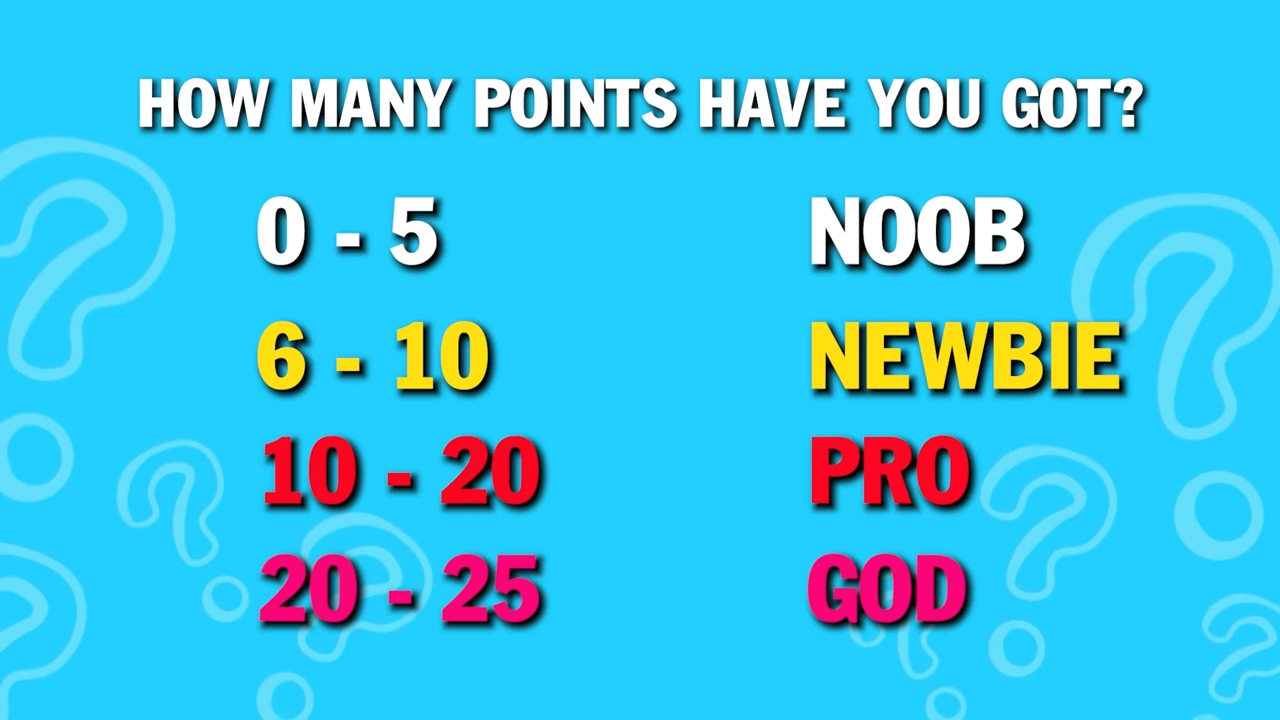 HOW MANY POINTS HAVE YOU GOT?
0 - 5 NOOB
6 - 10 NEWBIE
10 - 20 PRO
20 - 25 GOD